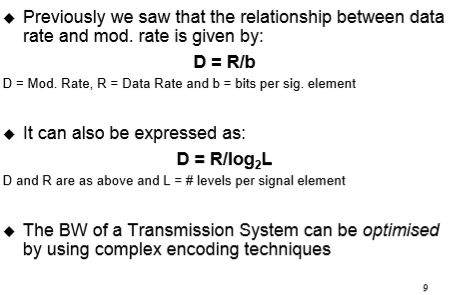 ◆ Previously we saw that the relationship between data
rate and mod. rate is given by:
D = R/b
D = Mod. Rate, R = Data Rate and b = bits per sig. element
◆ It can also be expressed as:
D = R/log₂L
D and R are as above and L = # levels per signal element
◆ The BW of a Transmission System can be optimised
by using complex encoding techniques
9